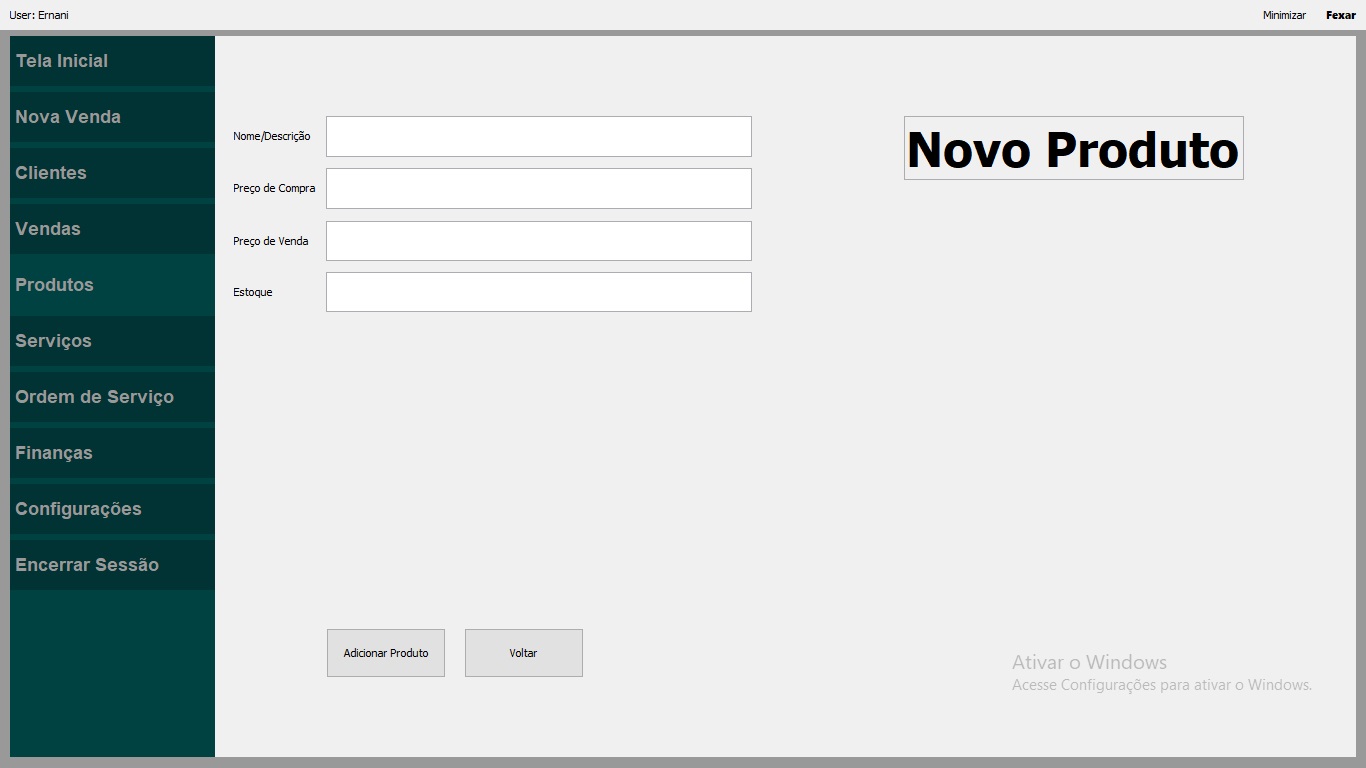 User: Ernani
Minimizar
Fexar
Tela Inicial
Nova Venda
Clientes
Vendas
Produtos
Serviços
Ordem de Serviço
Finanças
Configurações
Encerrar Sessão
Nome/Descrição
Preço de Compra
Preço de Venda
Estoque
Novo Produto
Adicionar Produto
Voltar
Ativar o Windows
Acesse Configurações para ativar o Windows.